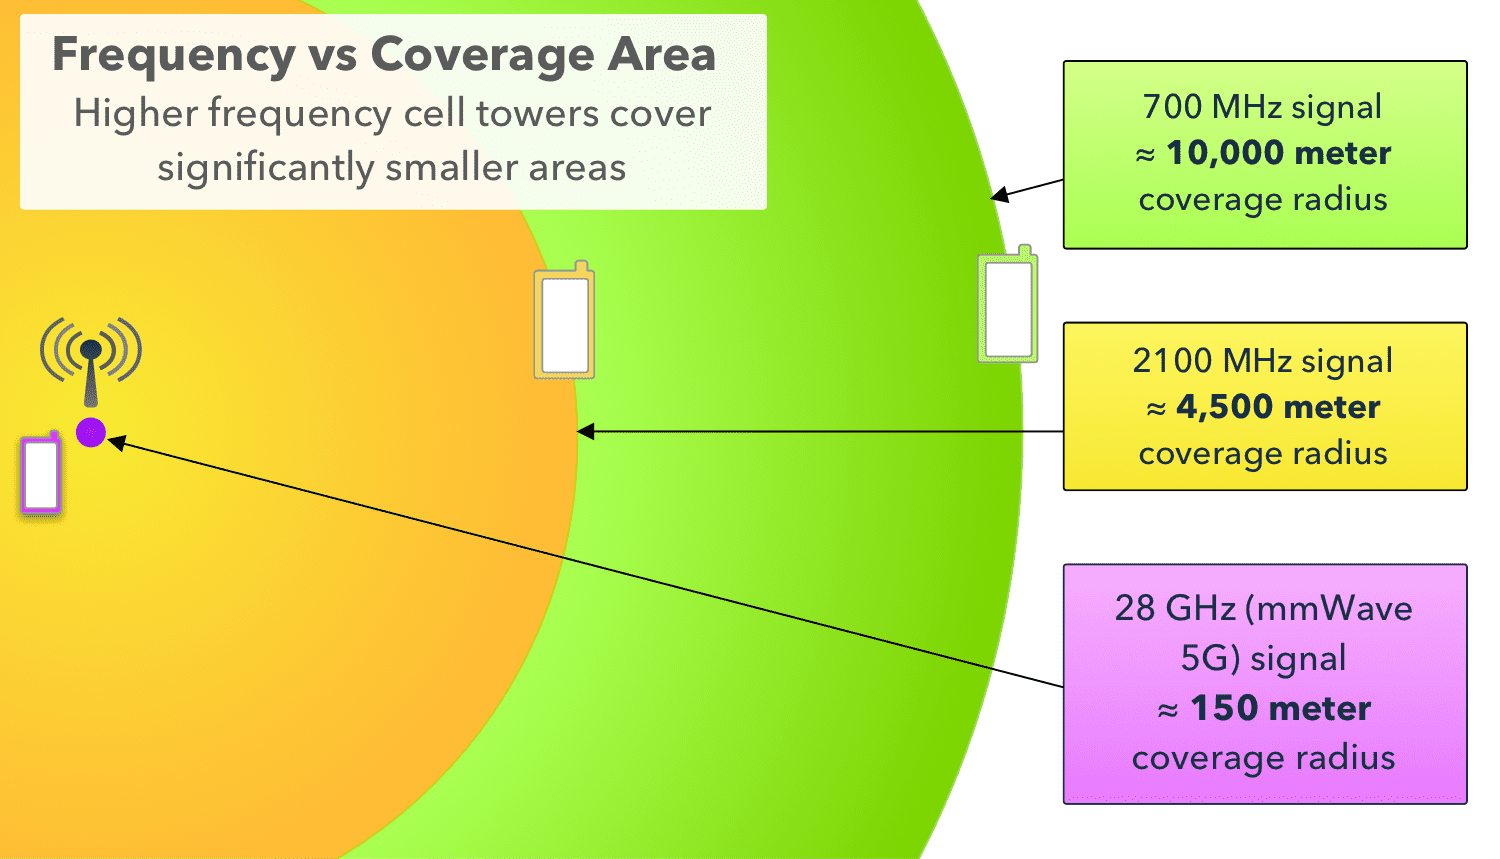 Frequency vs Coverage Area
Higher frequency cell towers cover
significantly smaller areas
700 MHz signal
≈ 10,000 meter
coverage radius
2100 MHz signal
≈ 4,500 meter
coverage radius
28 GHz (mmWave
5G) signal
≈ 150 meter
coverage radius